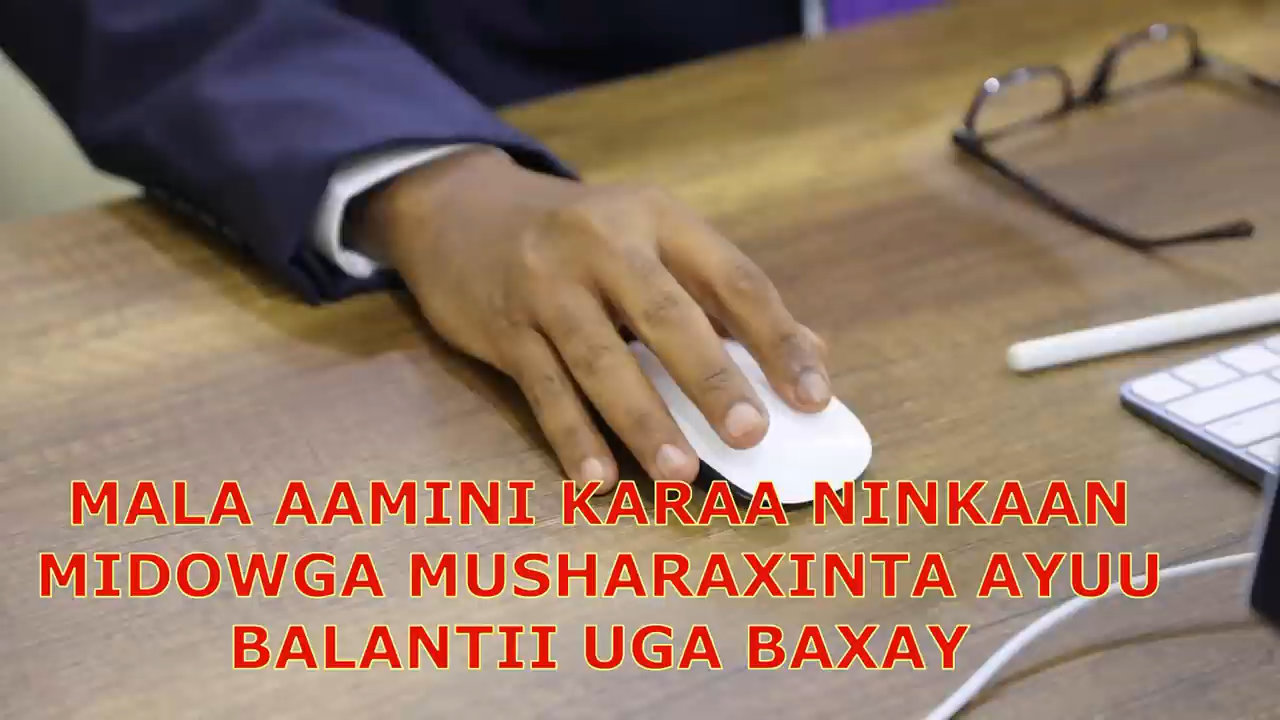 MALA AAMINI KARAA NINKAAN
MIDOWGA MUSHARAXINTA AYUU
BALANTII UGA BAXAY